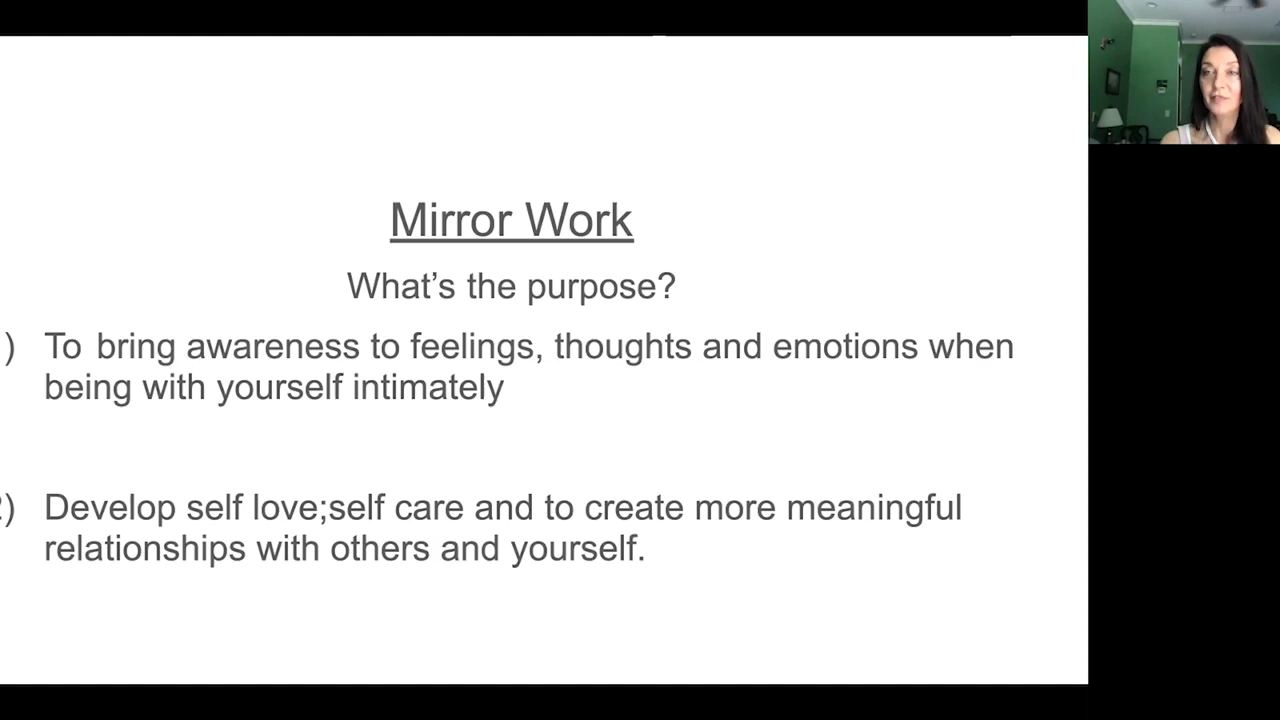 Mirror Work
What’s the purpose?
) To bring awareness to feelings, thoughts and emotions when
being with yourself intimately
2) Develop self love;self care and to create more meaningful
relationships with others and yourself.